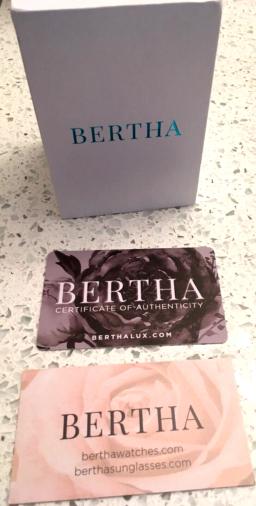 BERTHA
BERTHA
CERTIFICATE OF AUTHENTICITY
BERTHALUX.COM
BERTHA
berthawatches.com
berthasunglasses.com